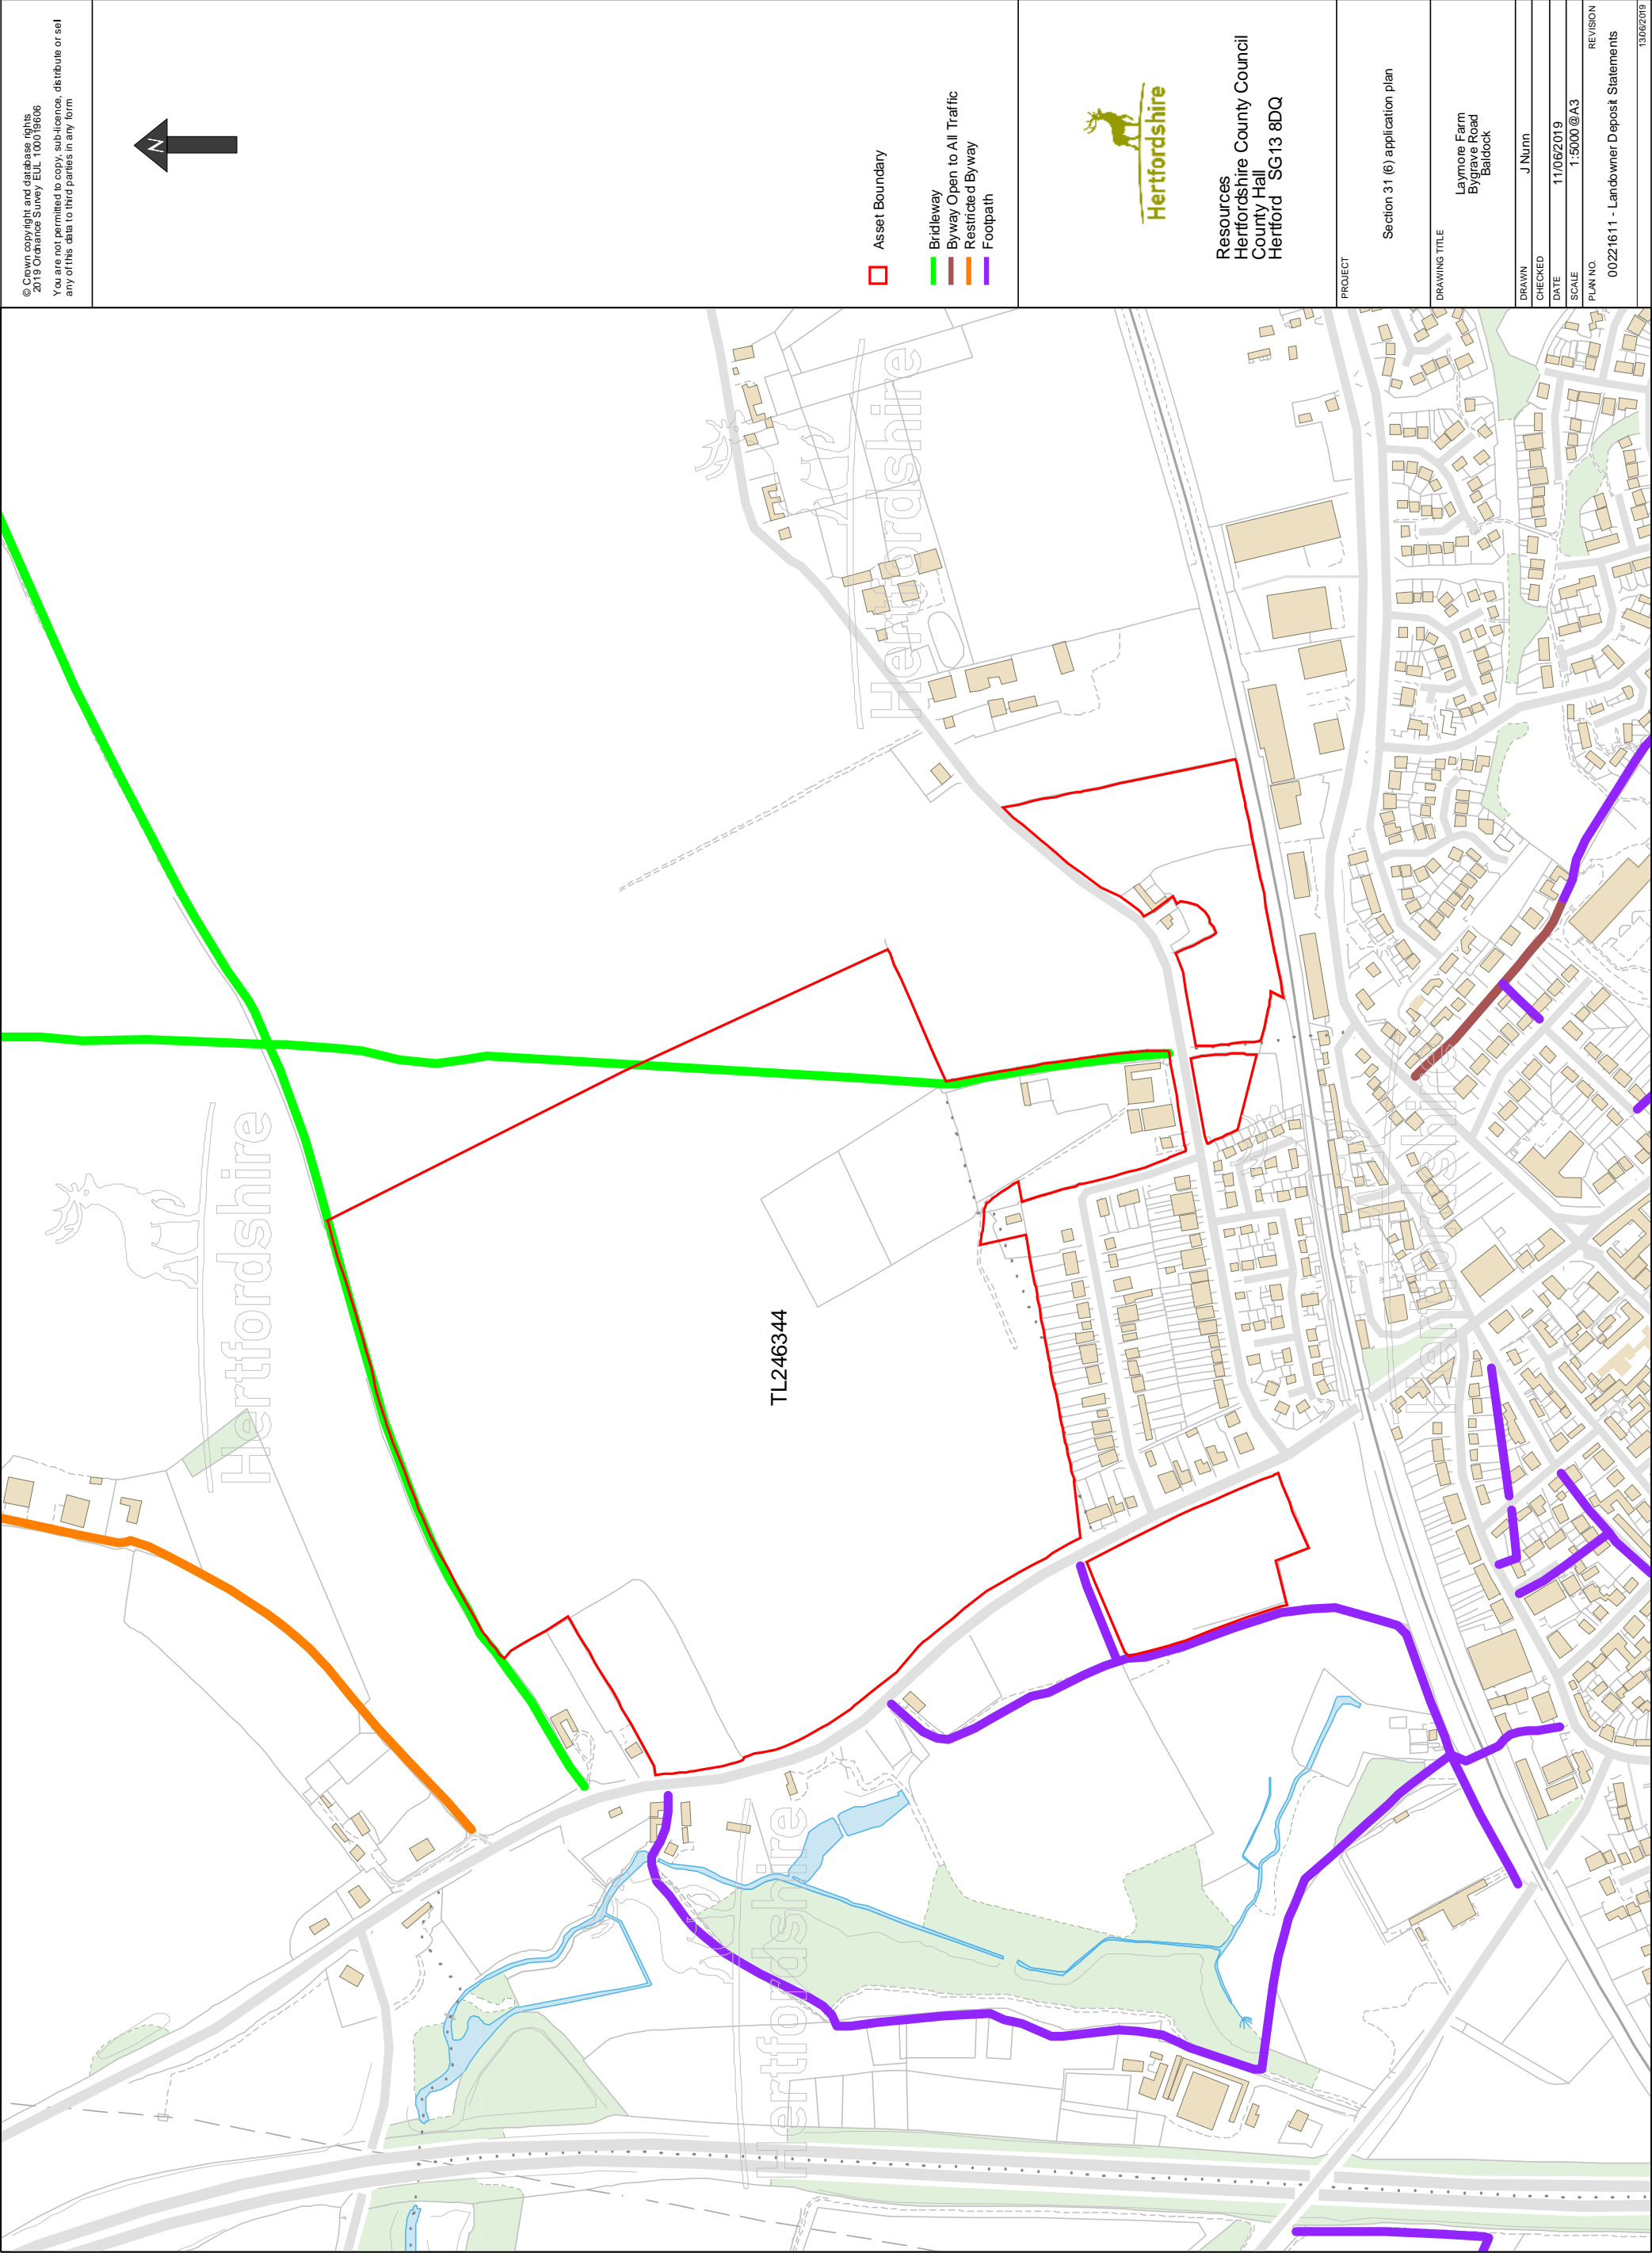 © Crown copyright and database rights
2019 Ordnance Survey EUL 100019606
You are not permitted to copy, sub-licence, distribute or sel
any of this data to third parties in any form
N
Asset Boundary
Bridleway
Byway Open to All Traffic
Restricted Byway
Footpath
Hertfordshire
Resources
Hertfordshire County Council
County Hall
Hertford SG13 8DQ
PROJECT
Section 31 (6) application plan
DRAWING TITLE
Laymore Farm
Bygrave Road
Baldock
DRAWN J Nunn
CHECKED
DATE 11/06/2019
SCALE 1:5000 @A3
PLAN NO. REVISION
00221611 - Landowner Deposit Statements
13/06/2019
TL246344
Hertfordshire
Hertfordshire
Hertfordshire
Hertfordshire